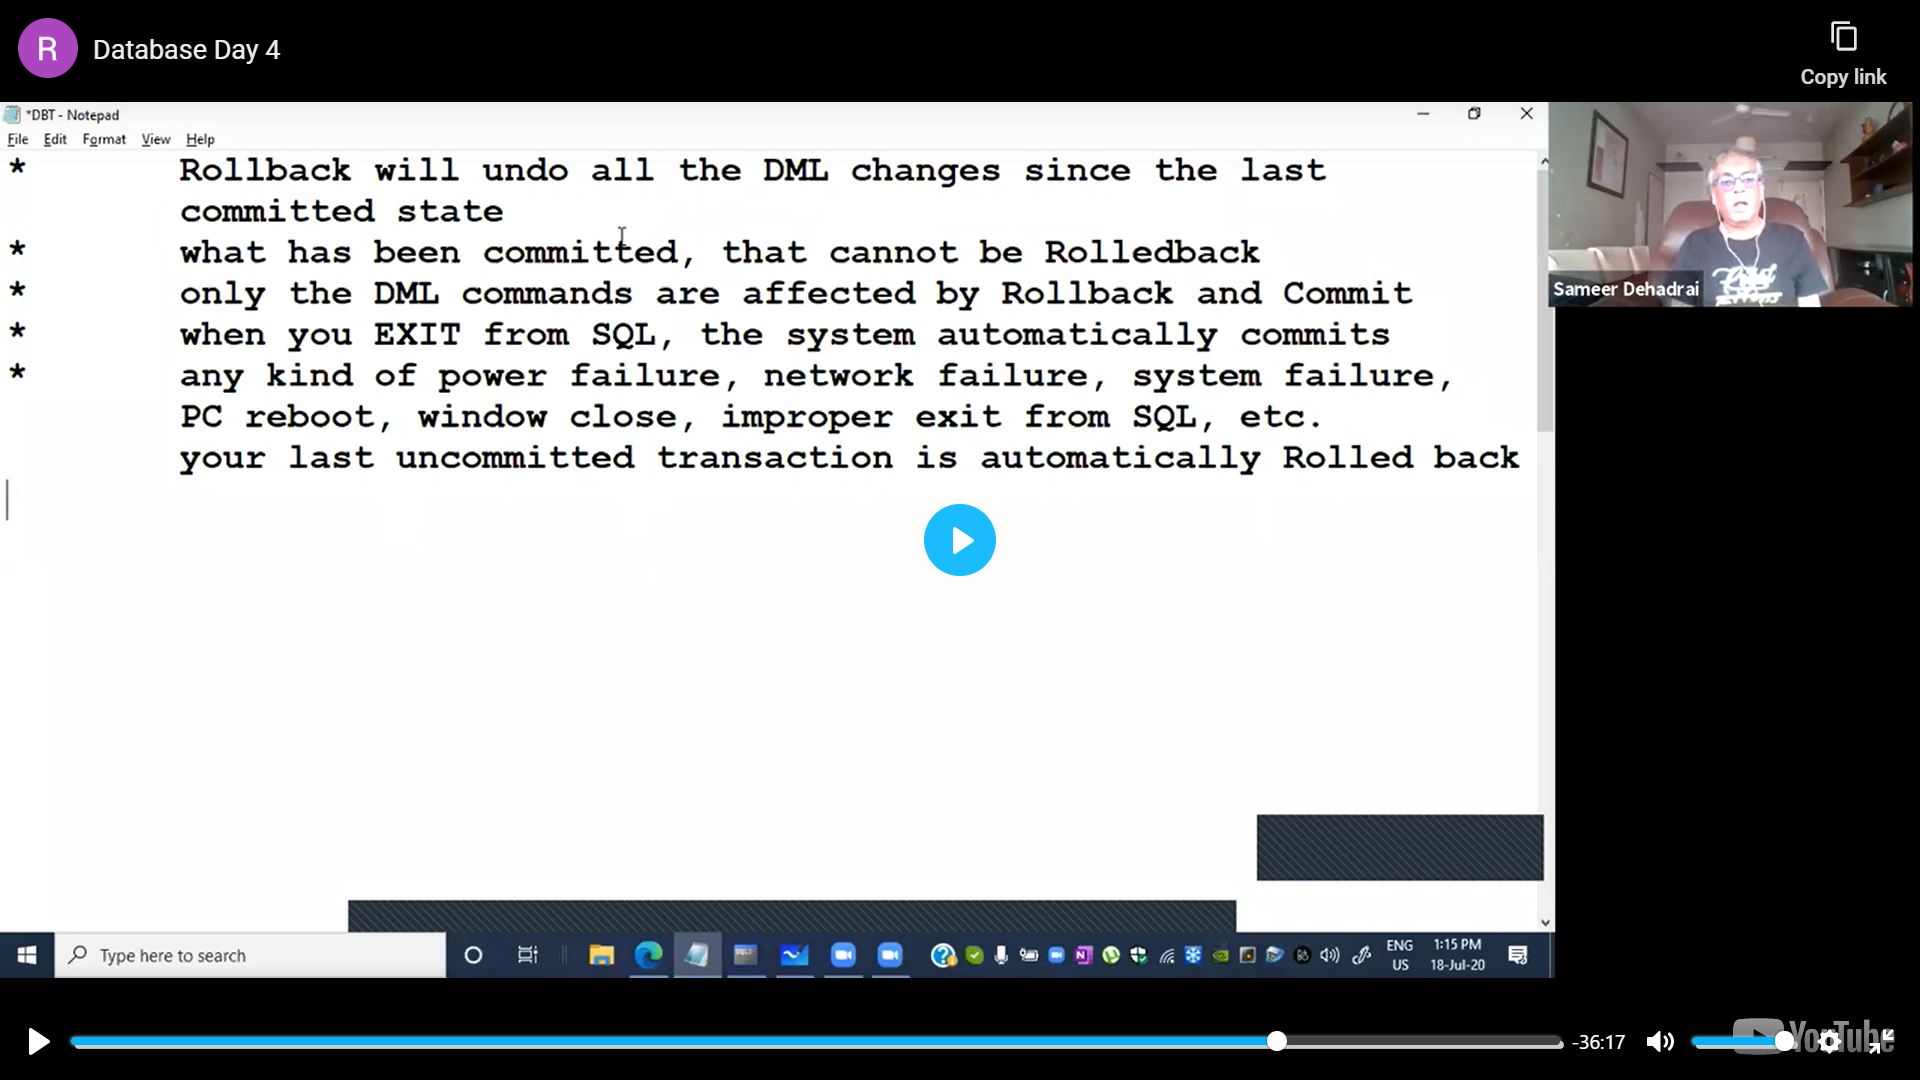 R
Database Day 4
Copy link
*DBT - Notepad
File Edit Format View Help
* Rollback will undo all the DML changes since the last
committed state
* what has been committed, that cannot be Rolledback
* only the DML commands are affected by Rollback and Commit
* when you EXIT from SQL, the system automatically commits
* any kind of power failure, network failure, system failure,
PC reboot, window close, improper exit from SQL, etc.
your last uncommitted transaction is automatically Rolled back
Sameer Dehadrai
Type here to search
ENG
US
1:15 PM
18-Jul-20
-36:17
YouTube